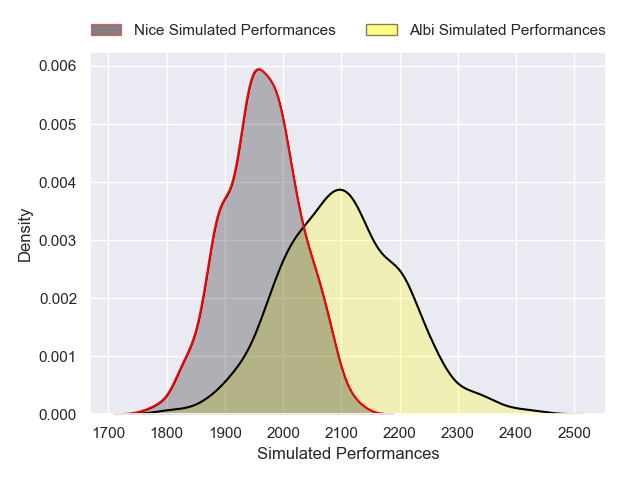 Nice Simulated Performances Albi Simulated Performances
0.006
0.005
0.004
0.003
0.002
0.001
0.000
Density
1700 1800 1900 2000 2100 2200 2300 2400 2500
Simulated Performances